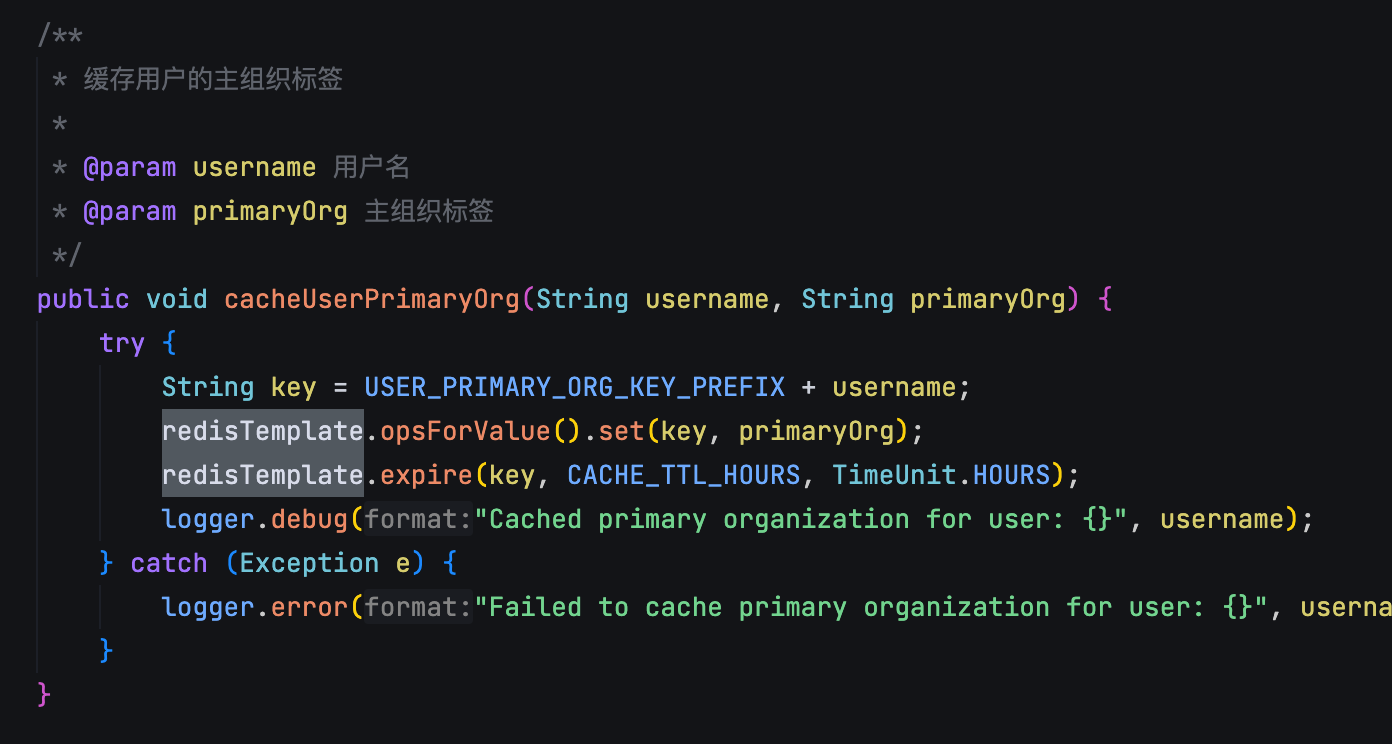 /**
 * 缓存用户的主组织标签
 *
 * @param username 用户名
 * @param primaryOrg 主组织标签
 */
public void cacheUserPrimaryOrg(String username, String primaryOrg) {
    try {
        String key = USER_PRIMARY_ORG_KEY_PREFIX + username;
        redisTemplate.opsForValue().set(key, primaryOrg);
        redisTemplate.expire(key, CACHE_TTL_HOURS, TimeUnit.HOURS);
        logger.debug(format:"Cached primary organization for user: {}", username);
    } catch (Exception e) {
        logger.error(format:"Failed to cache primary organization for user: {}", userna
    }
}